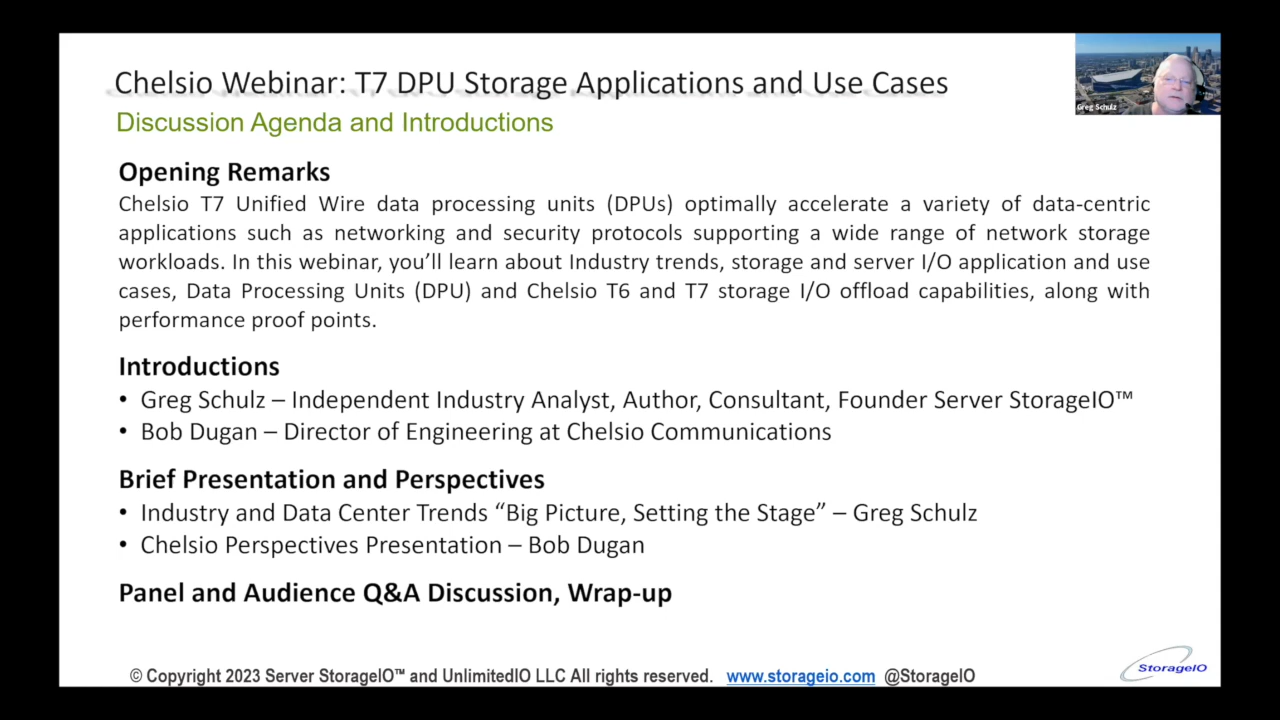 Chelsio Webinar: T7 DPU Storage Applications and Use Cases
Greg Schulz
Discussion Agenda and Introductions
Opening Remarks
Chelsio T7 Unified Wire data processing units (DPUs) optimally accelerate a variety of data-centric
applications such as networking and security protocols supporting a wide range of network storage
workloads. In this webinar, you’ll learn about Industry trends, storage and server I/O application and use
cases, Data Processing Units (DPU) and Chelsio T6 and T7 storage I/O offload capabilities, along with
performance proof points.
Introductions
• Greg Schulz – Independent Industry Analyst, Author, Consultant, Founder Server StorageIO™
• Bob Dugan – Director of Engineering at Chelsio Communications
Brief Presentation and Perspectives
• Industry and Data Center Trends “Big Picture, Setting the Stage” – Greg Schulz
• Chelsio Perspectives Presentation – Bob Dugan
Panel and Audience Q&A Discussion, Wrap-up
© Copyright 2023 Server StorageIO™ and UnlimitedIO LLC All rights reserved. www.storageio.com @StorageIO
StorageIO